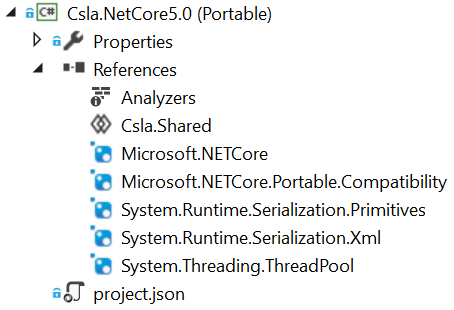 C# Csla.NetCore5.0 (Portable)
Properties
References
Analyzers
Csla.Shared
Microsoft.NETCore
Microsoft.NETCore.Portable.Compatibility
System.Runtime.Serialization.Primitives
System.Runtime.Serialization.Xml
System.Threading.ThreadPool
project.json